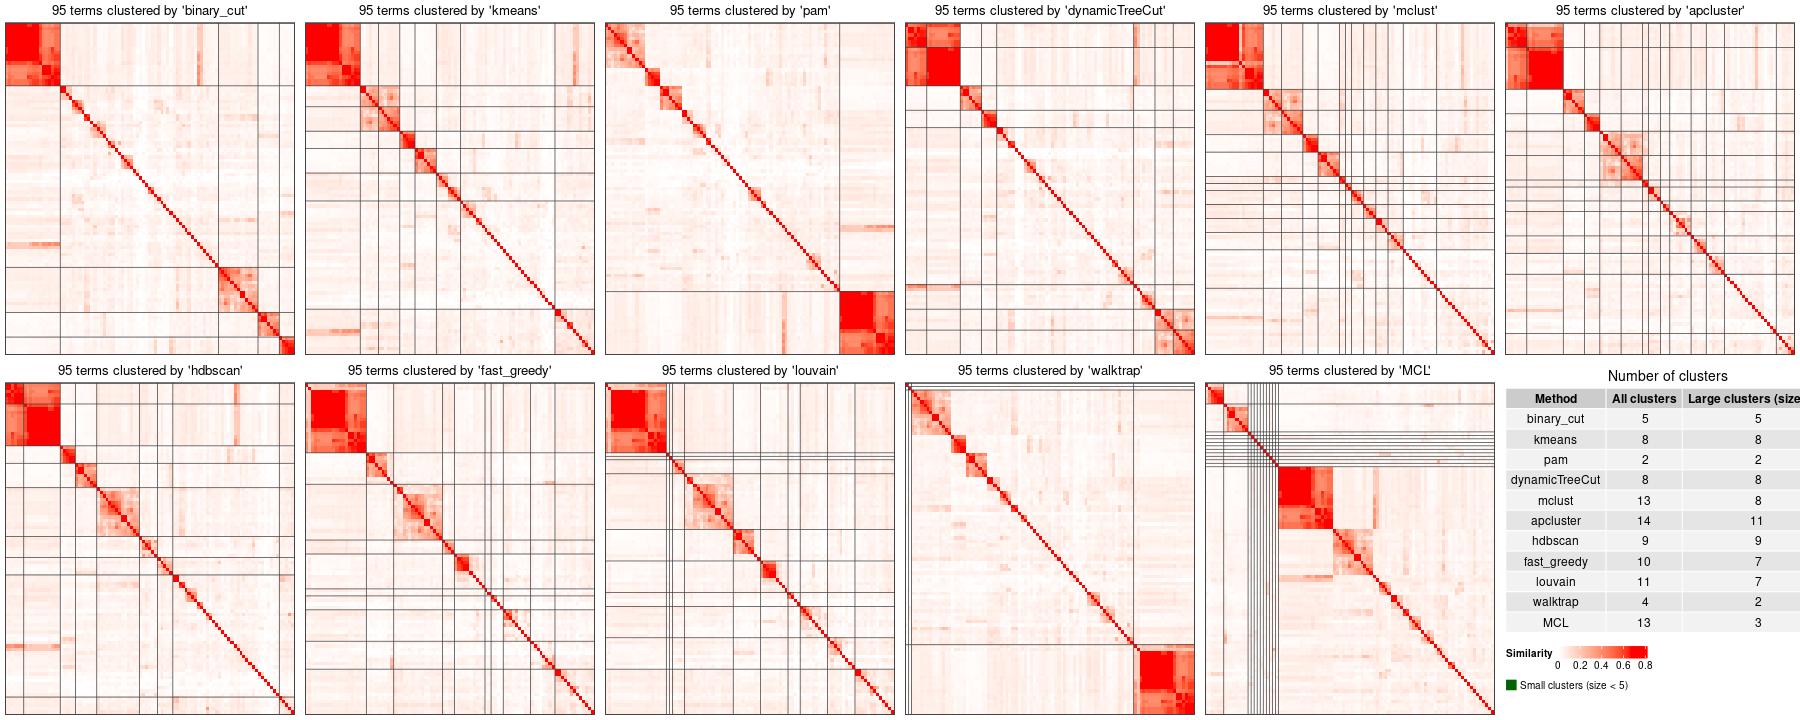 95 terms clustered by 'binary_cut'
95 terms clustered by 'kmeans'
95 terms clustered by 'pam'
95 terms clustered by 'dynamicTreeCut'
95 terms clustered by 'mclust'
95 terms clustered by 'apcluster'
95 terms clustered by 'hdbscan'
95 terms clustered by 'fast_greedy'
95 terms clustered by 'louvain'
95 terms clustered by 'walktrap'
95 terms clustered by 'MCL'
Number of clusters
Method All clusters Large clusters (size
binary_cut 5 5
kmeans 8 8
pam 2 2
dynamicTreeCut 8 8
mclust 13 8
apcluster 14 11
hdbscan 9 9
fast_greedy 10 7
louvain 11 7
walktrap 4 2
MCL 13 3
Similarity
0 0.2 0.4 0.6 0.8
Small clusters (size < 5)